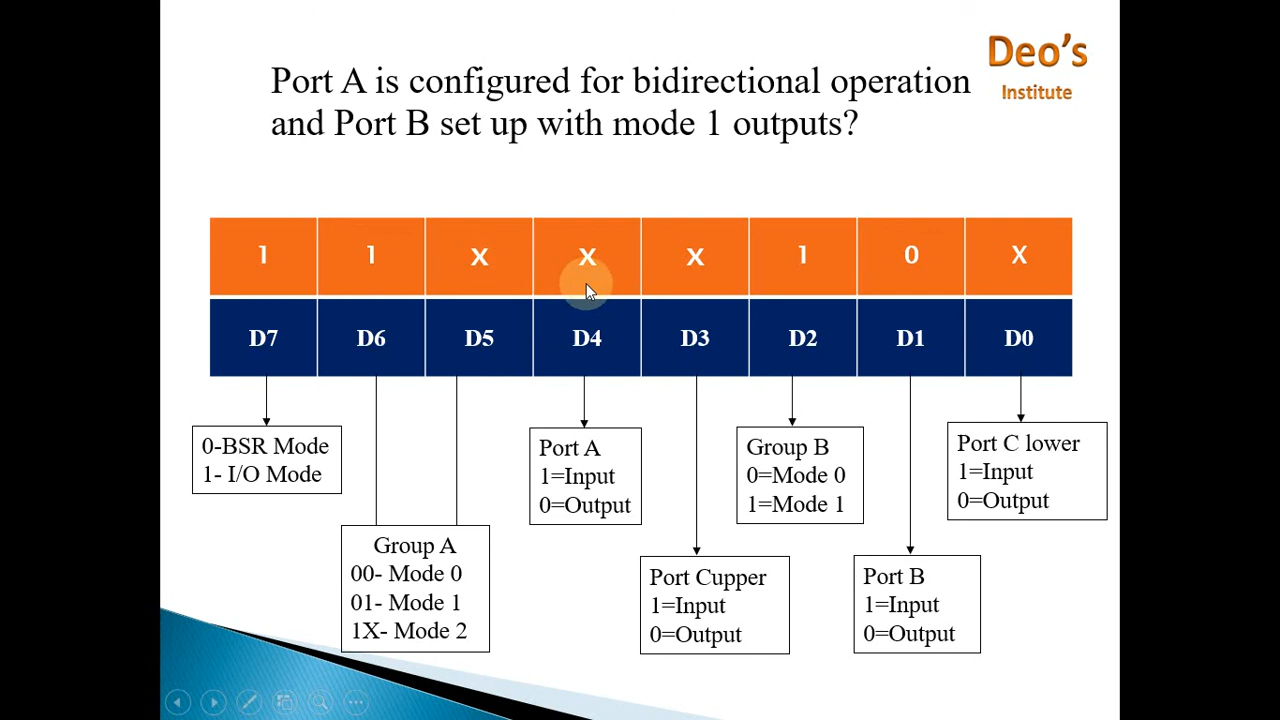 Deo's
Institute
Port A is configured for bidirectional operation
and Port B set up with mode 1 outputs?
1 1 X X X 1 0 X
D7 D6 D5 D4 D3 D2 D1 D0
0-BSR Mode
1- I/O Mode
Group A
00- Mode 0
01- Mode 1
1X- Mode 2
Port A
1=Input
0=Output
Port Cupper
1=Input
0=Output
Group B
0=Mode 0
1=Mode 1
Port B
1=Input
0=Output
Port C lower
1=Input
0=Output